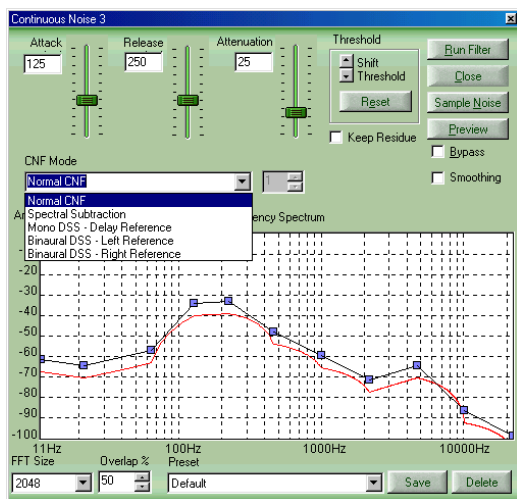 Continuous Noise 3
Attack
Release
Attenuation
Threshold
125
250
25
Shift
Threshold
Reset
Run Filter
Close
Sample Noise
Preview
Keep Residue
Bypass
Smoothing
CNF Mode
Normal CNF
1
Normal CNF
Spectral Subtraction
Mono DSS - Delay Reference
Binaural DSS - Left Reference
Binaural DSS - Right Reference
ency Spectrum
-20
-30
-40
-50
-60
-70
-80
-90
-100
11Hz
100Hz
1000Hz
10000Hz
FFT Size
Overlap %
Preset
2048
50
Default
Save
Delete